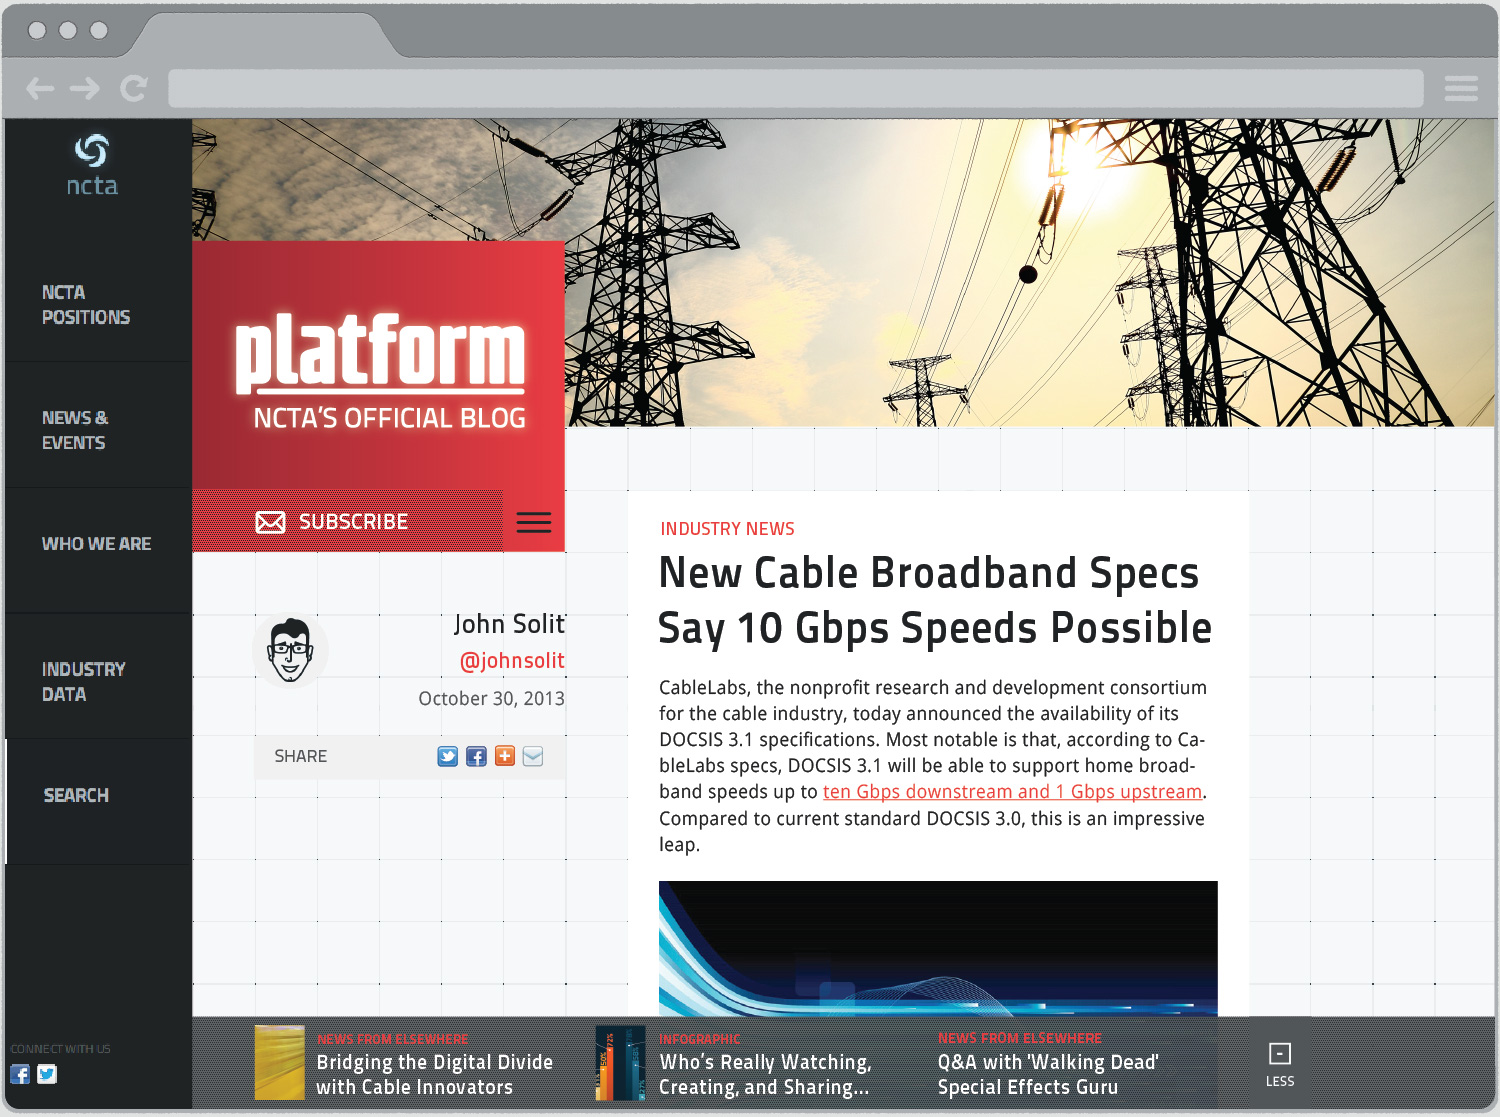 ncta
NCTA
POSITIONS
NEWS &
EVENTS
WHO WE ARE
INDUSTRY
DATA
SEARCH
CONNECT WITH US
platform
NCTA'S OFFICIAL BLOG
SUBSCRIBE
John Solit
@johnsolit
October 30, 2013
SHARE
INDUSTRY NEWS
New Cable Broadband Specs
Say 10 Gbps Speeds Possible
CableLabs, the nonprofit research and development consortium
for the cable industry, today announced the availability of its
DOCSIS 3.1 specifications. Most notable is that, according to Ca-
bleLabs specs, DOCSIS 3.1 will be able to support home broad-
band speeds up to ten Gbps downstream and 1 Gbps upstream.
Compared to current standard DOCSIS 3.0, this is an impressive
leap.
NEWS FROM ELSEWHERE
Bridging the Digital Divide
with Cable Innovators
INFOGRAPHIC
Who's Really Watching,
Creating, and Sharing...
NEWS FROM ELSEWHERE
Q&A with 'Walking Dead'
Special Effects Guru
LESS